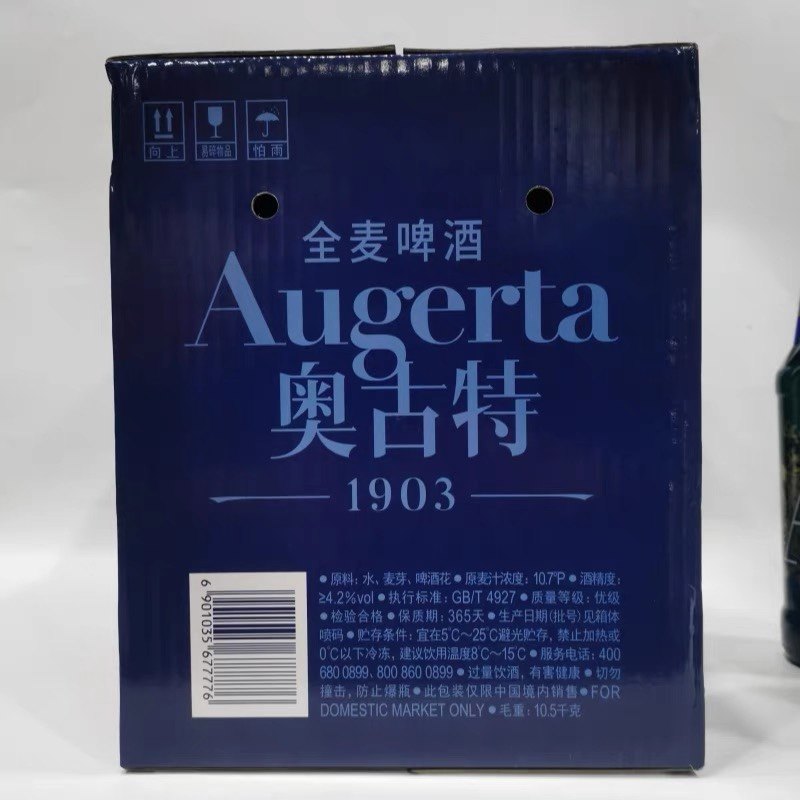 向上 易碎物品 怕雨
全麦啤酒
Augerta
奥古特
1903
6 901035 677776
●原料：水、麦芽、啤酒花●原麦汁浓度：10.7°P●酒精度：
≥4.2%vol●执行标准：GB/T 4927●质量等级：优级
●检验合格●保质期：365天●生产日期(批号)见箱体
喷码●贮存条件：宜在5℃～25℃避光贮存，禁止加热或
0℃以下冷冻，建议饮用温度8℃～15℃●服务电话：400
680 0899、800 860 0899●过量饮酒，有害健康●切勿
撞击，防止爆瓶●此包装仅限中国境内销售●FOR
DOMESTIC MARKET ONLY●毛重：10.5千克